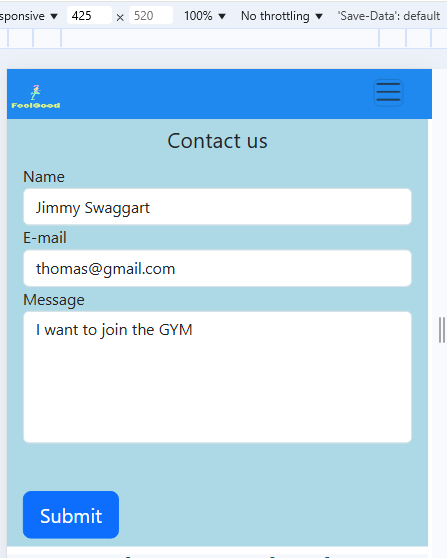 sponsive ▼ 425 × 520 100% ▼ No throttling ▼ 'Save-Data': default
FeelGood
Contact us
Name
Jimmy Swaggart
E-mail
thomas@gmail.com
Message
I want to join the GYM
Submit